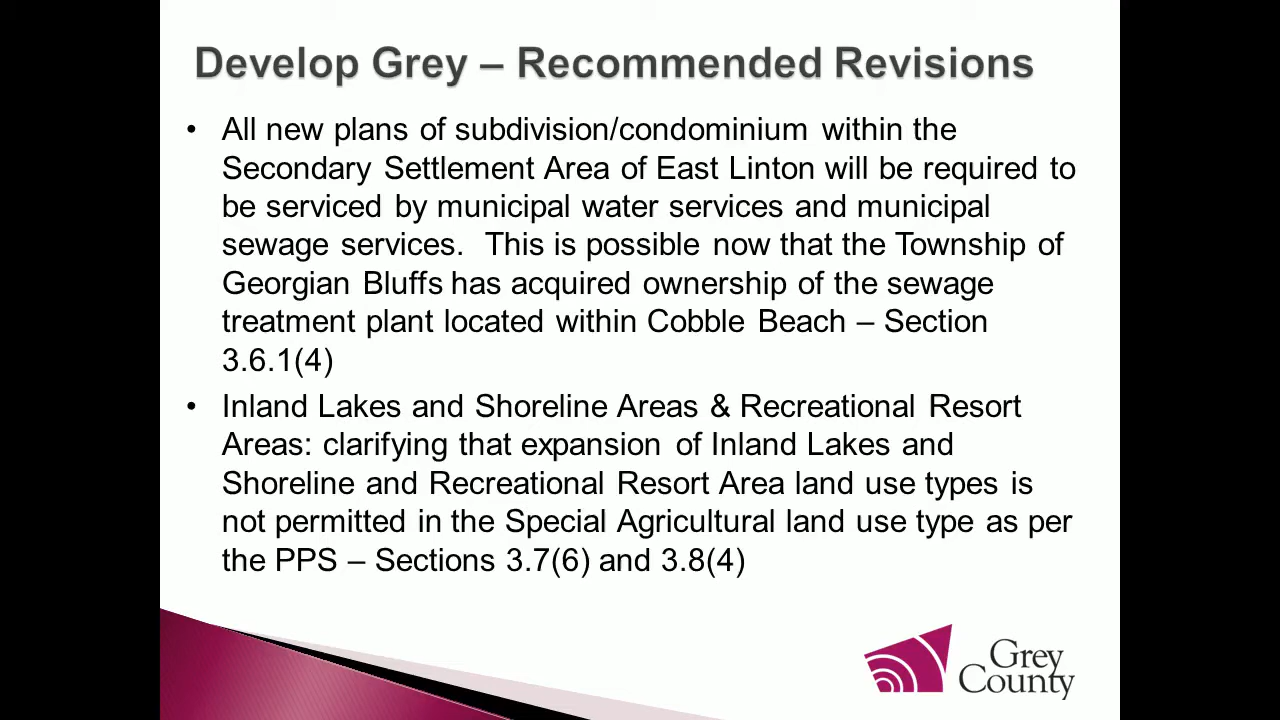 Develop Grey – Recommended Revisions
• All new plans of subdivision/condominium within the
Secondary Settlement Area of East Linton will be required to
be serviced by municipal water services and municipal
sewage services.  This is possible now that the Township of
Georgian Bluffs has acquired ownership of the sewage
treatment plant located within Cobble Beach – Section
3.6.1(4)
• Inland Lakes and Shoreline Areas & Recreational Resort
Areas: clarifying that expansion of Inland Lakes and
Shoreline and Recreational Resort Area land use types is
not permitted in the Special Agricultural land use type as per
the PPS – Sections 3.7(6) and 3.8(4)
Grey
County